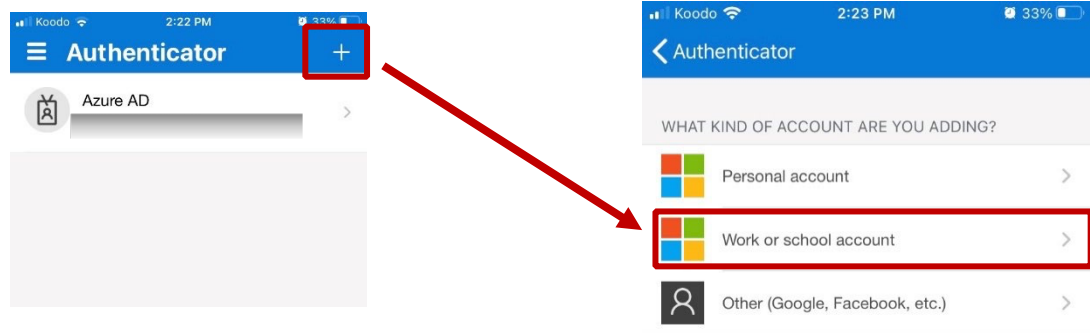 Koodo 2:22 PM 33%
Authenticator +
Azure AD
Koodo 2:23 PM 33%
Authenticator
WHAT KIND OF ACCOUNT ARE YOU ADDING?
Personal account
Work or school account
Other (Google, Facebook, etc.)